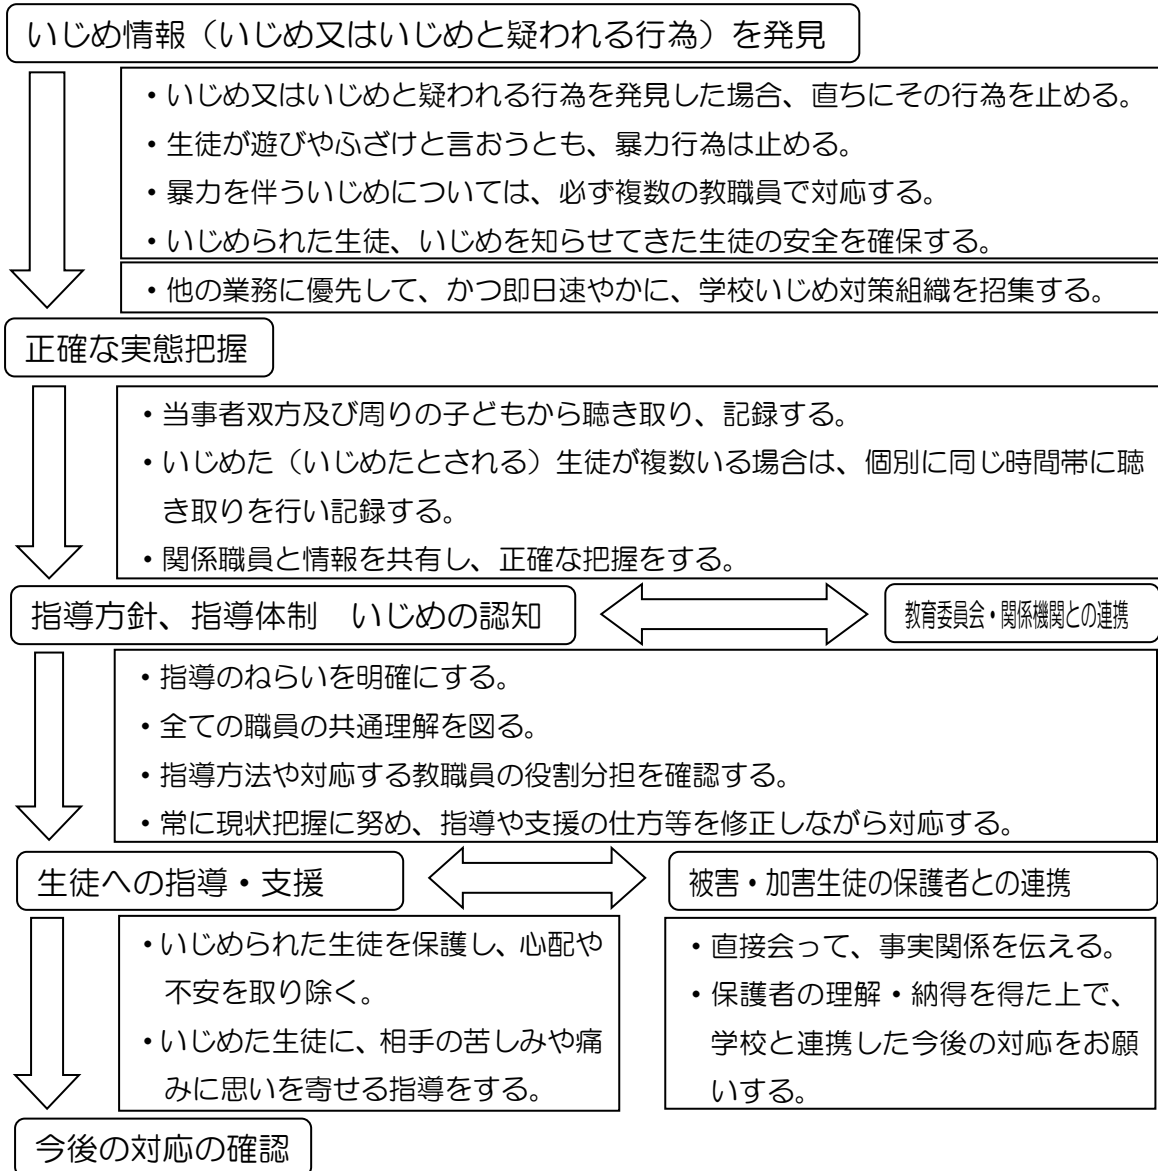 いじめ情報（いじめ又はいじめと疑われる行為）を発見
・いじめ又はいじめと疑われる行為を発見した場合、直ちにその行為を止める。
・生徒が遊びやふざけと言おうとも、暴力行為は止める。
・暴力を伴ういじめについては、必ず複数の教職員で対応する。
・いじめられた生徒、いじめを知らせてきた生徒の安全を確保する。
・他の業務に優先して、かつ即日速やかに、学校いじめ対策組織を招集する。
正確な実態把握
・当事者双方及び周りの子どもから聴き取り、記録する。
・いじめた（いじめたとされる）生徒が複数いる場合は、個別に同じ時間帯に聴
き取りを行い記録する。
・関係職員と情報を共有し、正確な把握をする。
指導方針、指導体制　いじめの認知
教育委員会・関係機関との連携
・指導のねらいを明確にする。
・全ての職員の共通理解を図る。
・指導方法や対応する教職員の役割分担を確認する。
・常に現状把握に努め、指導や支援の仕方等を修正しながら対応する。
生徒への指導・支援
被害・加害生徒の保護者との連携
・いじめられた生徒を保護し、心配や
不安を取り除く。
・いじめた生徒に、相手の苦しみや痛
みに思いを寄せる指導をする。
・直接会って、事実関係を伝える。
・保護者の理解・納得を得た上で、
学校と連携した今後の対応をお願
いする。
今後の対応の確認